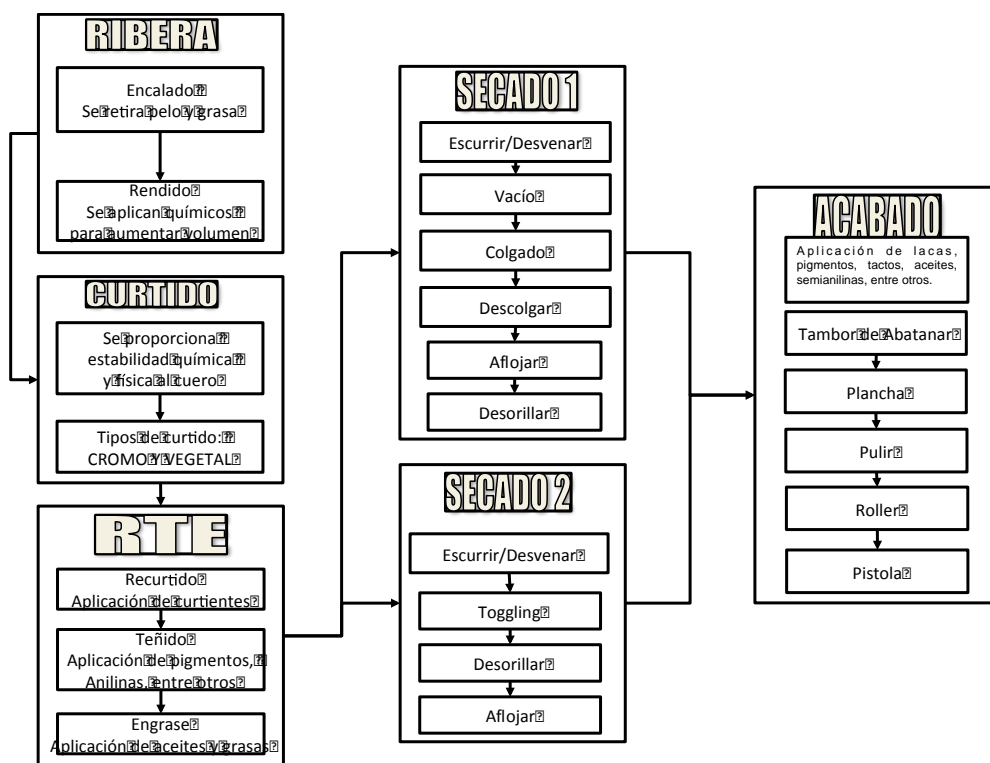 RIBERA
Encalado
Se retira pelo y grasa
Rendido
Se aplican químicos
para aumentar volumen
CURTIDO
Se proporciona
estabilidad química
y física al cuero
Tipos de curtido:
CROMO Y VEGETAL
RTE
Recurtido
Aplicación de curtientes
Teñido
Aplicación de pigmentos,
Anilinas, entre otros
Engrase
Aplicación de aceites y grasas
SECADO 1
Escurrir/Desvenar
Vacío
Colgado
Descolgar
Aflojar
Desorillar
SECADO 2
Escurrir/Desvenar
Toggling
Desorillar
Aflojar
ACABADO
Aplicación de lacas,
pigmentos, tactos, aceites,
semianilinas, entre otros.
Tambor de Abatanar
Plancha
Pulir
Roller
Pistola